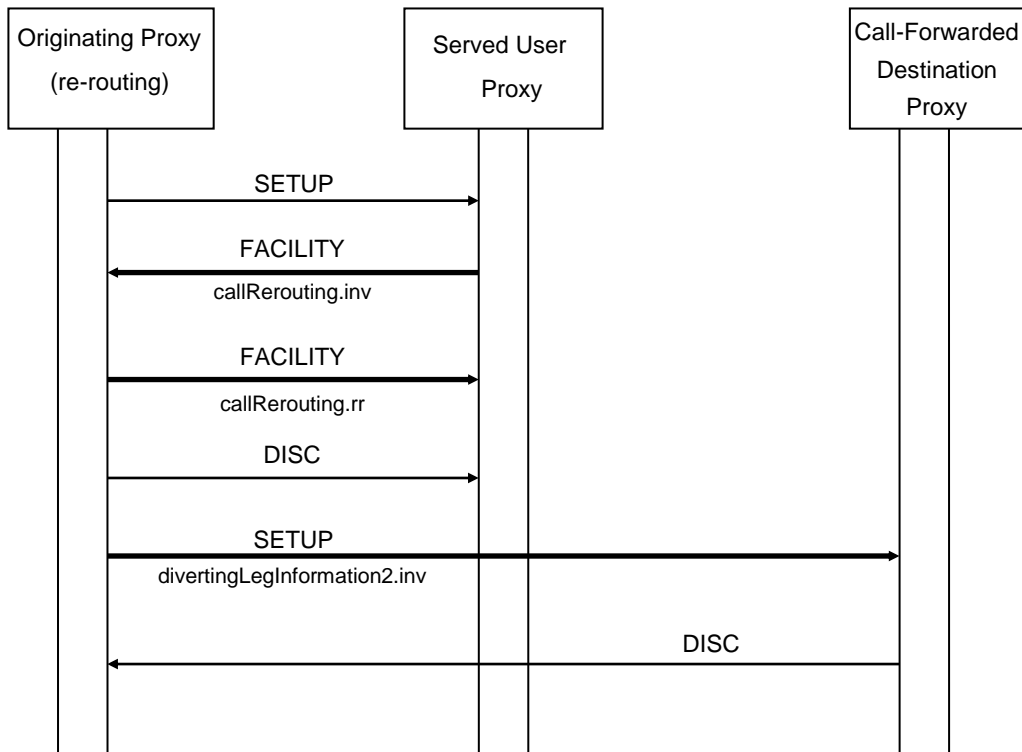 Originating Proxy
(re-routing)
Served User
Proxy
Call-Forwarded
Destination
Proxy
SETUP
FACILITY
callRerouting.inv
FACILITY
callRerouting.rr
DISC
SETUP
divertingLegInformation2.inv
DISC